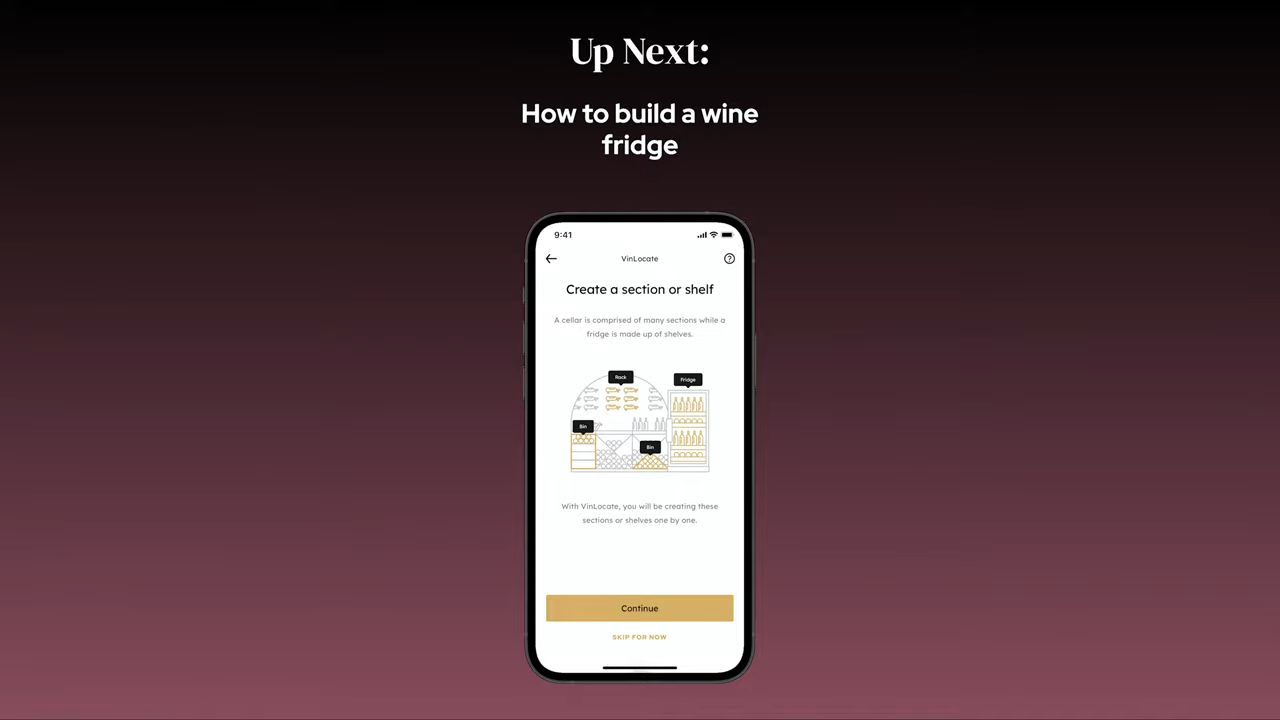 Up Next:
How to build a wine
fridge
9:41
VinLocate
Create a section or shelf
A cellar is comprised of many sections while a
fridge is made up of shelves.
Rack
Fridge
Bin
Bin
With VinLocate, you will be creating these
sections or shelves one by one.
Continue
SKIP FOR NOW